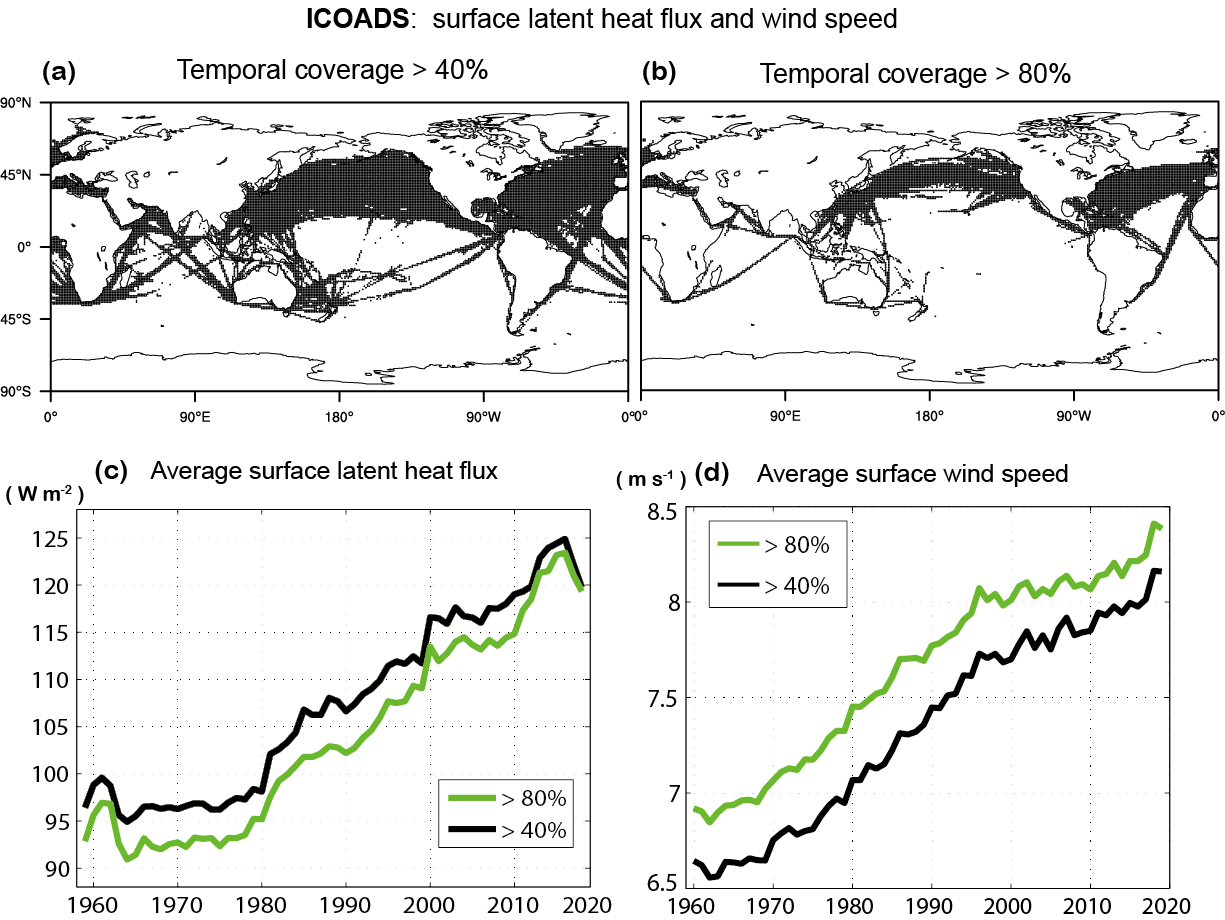 ICOADS: surface latent heat flux and wind speed
(a) Temporal coverage > 40%
(b) Temporal coverage > 80%
90°N
45°N
0°
45°S
90°S
0° 90°E 180° 90°W 0°
0° 90°E 180° 90°W 0°
(c) Average surface latent heat flux
( W m-2)
125
120
115
110
105
100
95
90
> 80%
> 40%
1960 1970 1980 1990 2000 2010 2020
( m s-1) (d) Average surface wind speed
8.5
8
7.5
7
6.5
> 80%
> 40%
1960 1970 1980 1990 2000 2010 2020